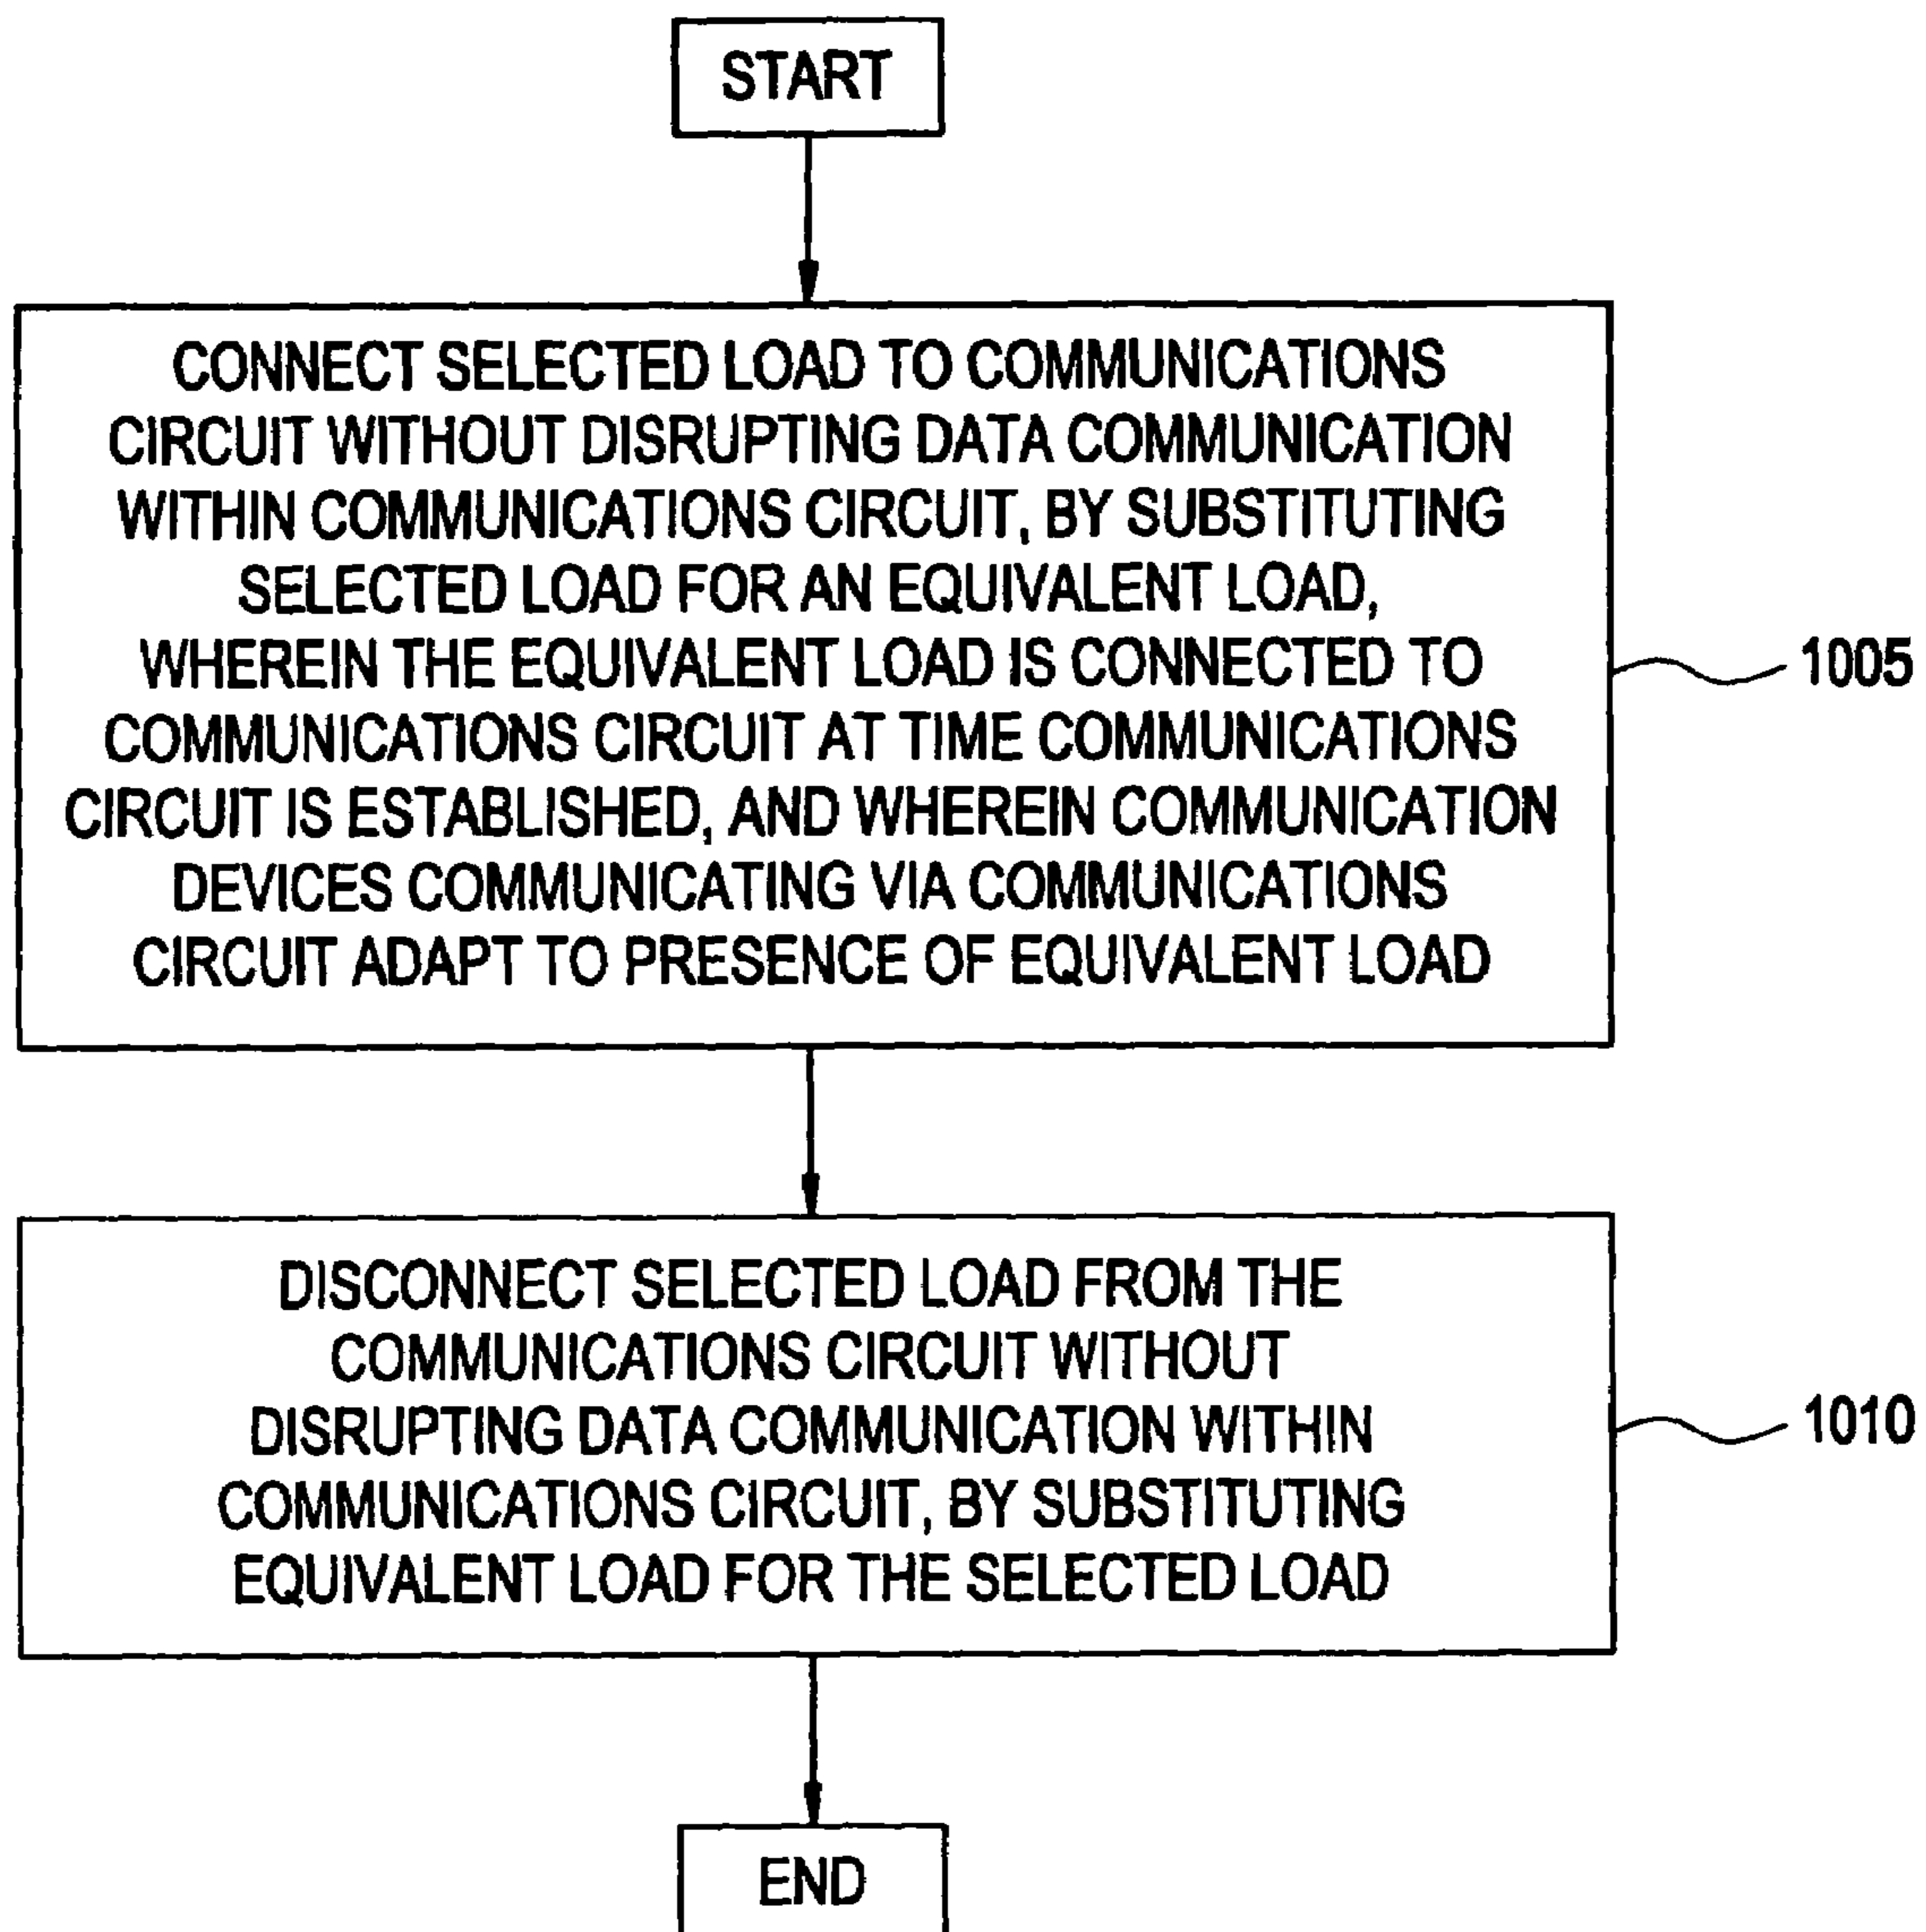 START
CONNECT SELECTED LOAD TO COMMUNICATIONS
CIRCUIT WITHOUT DISRUPTING DATA COMMUNICATION
WITHIN COMMUNICATIONS CIRCUIT, BY SUBSTITUTING
SELECTED LOAD FOR AN EQUIVALENT LOAD,
WHEREIN THE EQUIVALENT LOAD IS CONNECTED TO
COMMUNICATIONS CIRCUIT AT TIME COMMUNICATIONS
CIRCUIT IS ESTABLISHED, AND WHEREIN COMMUNICATION
DEVICES COMMUNICATING VIA COMMUNICATIONS
CIRCUIT ADAPT TO PRESENCE OF EQUIVALENT LOAD
1005
DISCONNECT SELECTED LOAD FROM THE
COMMUNICATIONS CIRCUIT WITHOUT
DISRUPTING DATA COMMUNICATION WITHIN
COMMUNICATIONS CIRCUIT, BY SUBSTITUTING
EQUIVALENT LOAD FOR THE SELECTED LOAD
1010
END